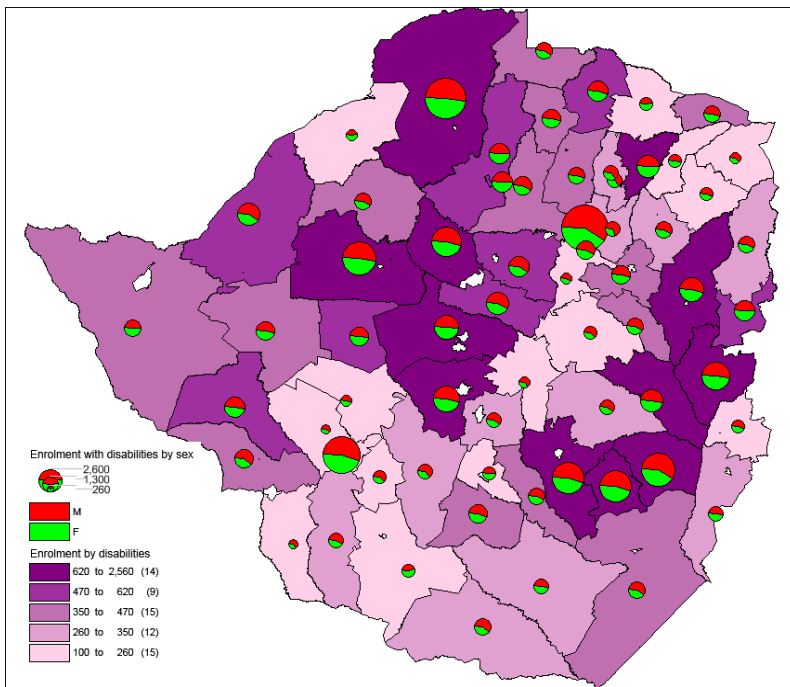 Enrolment with disabilities by sex
2,600
1,300
260
M
F
Enrolment by disabilities
620 to 2,560 (14)
470 to 620 (9)
350 to 470 (15)
260 to 350 (12)
100 to 260 (15)